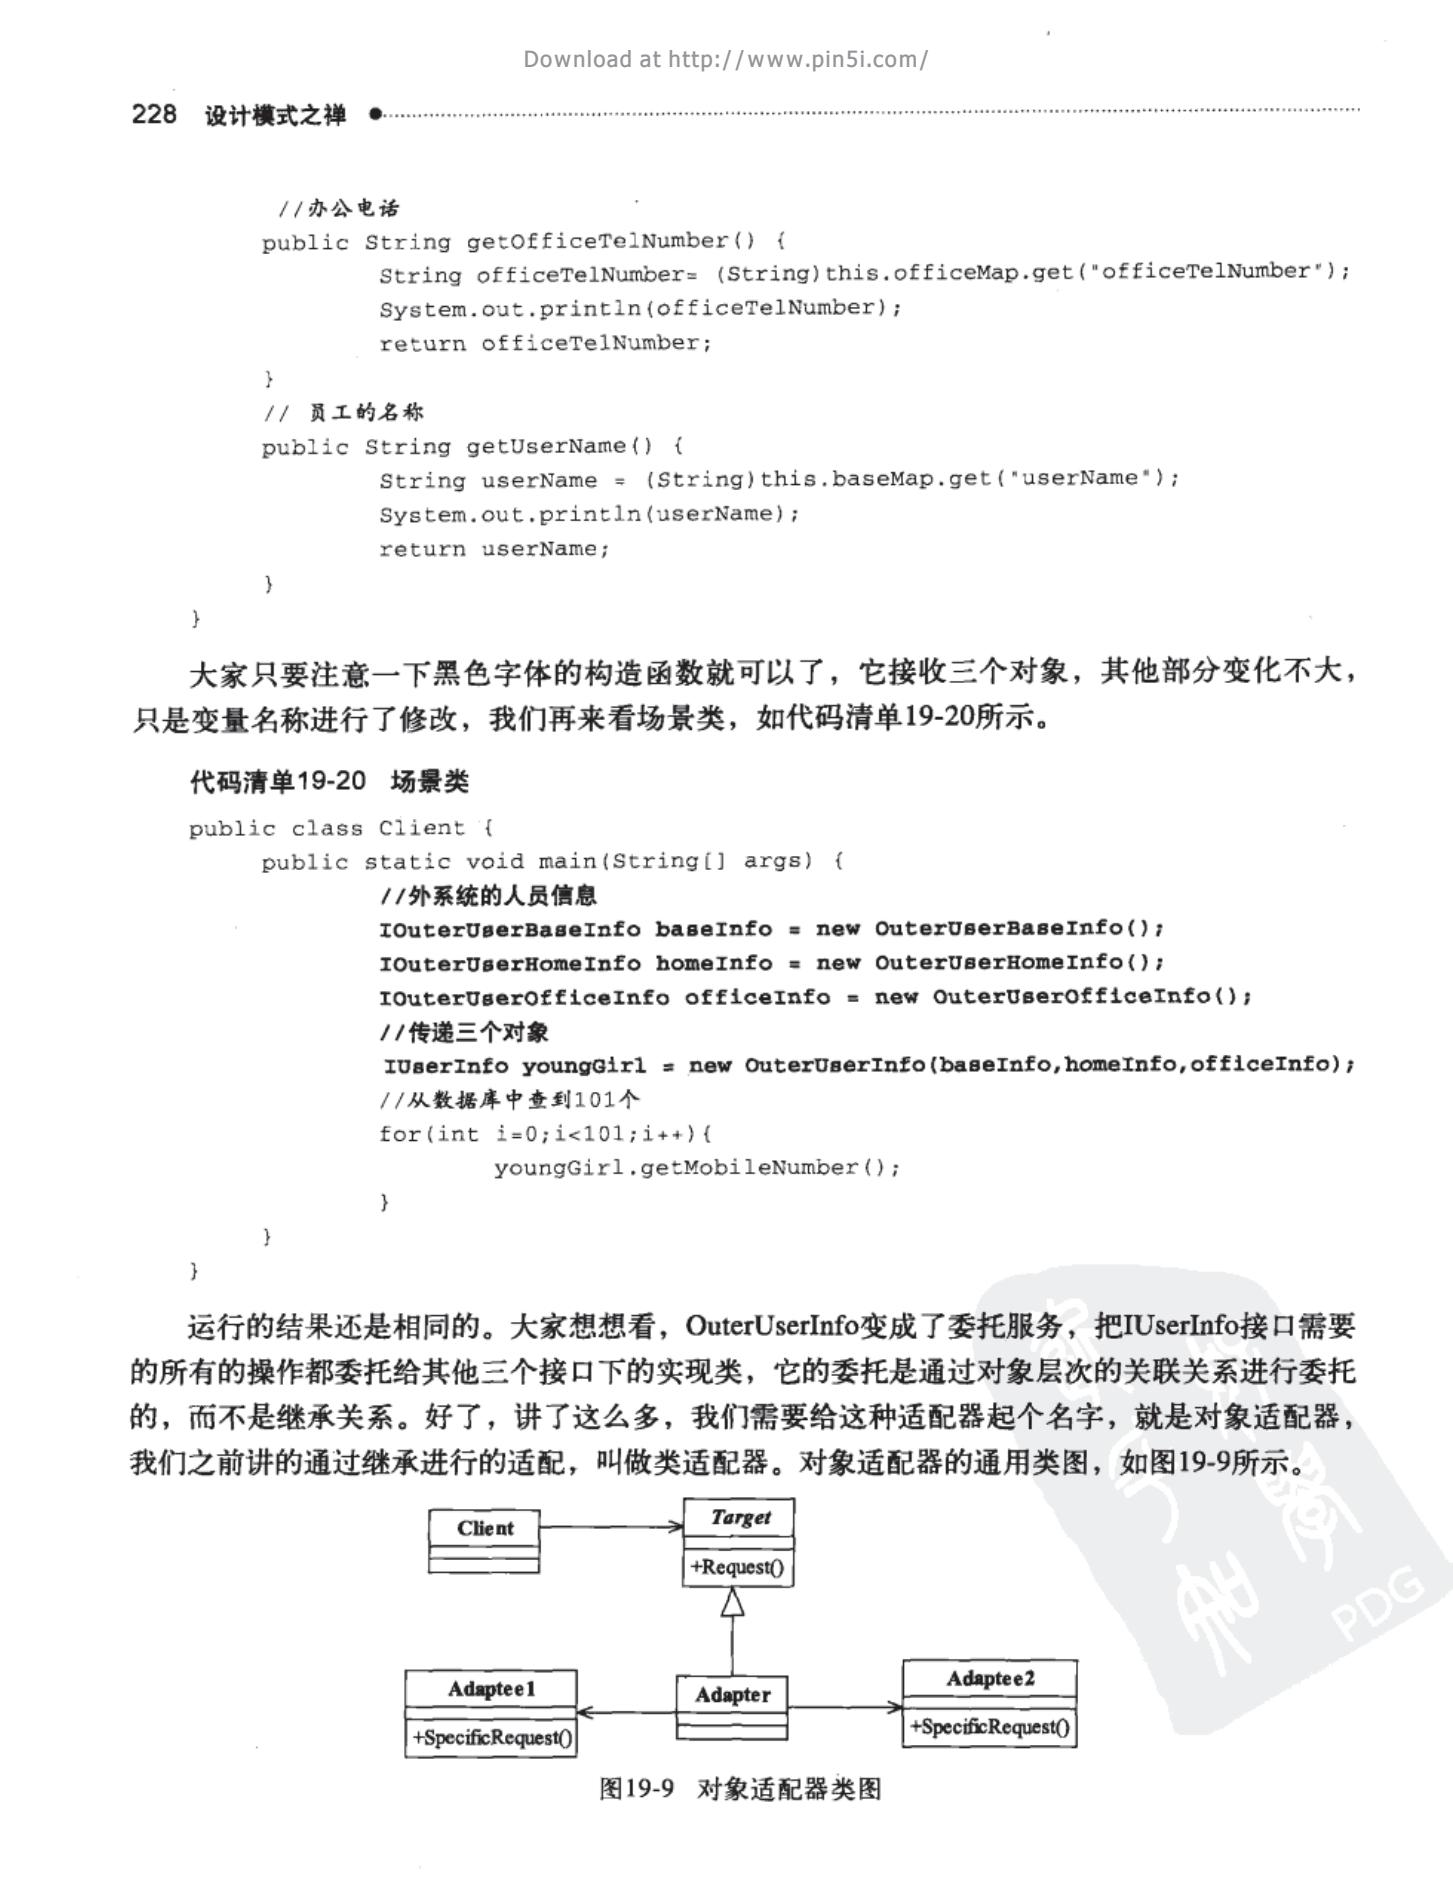 Download at http://www.pin5i.com/
228 设计模式之禅
//办公电话
public String getOfficeTelNumber() {
String officeTelNumber= (String)this.officeMap.get("officeTelNumber");
System.out.println(officeTelNumber);
return officeTelNumber;
}
// 员工的名称
public String getUserName() {
String userName = (String)this.baseMap.get("userName");
System.out.println(userName);
return userName;
}
}
大家只要注意一下黑色字体的构造函数就可以了，它接收三个对象，其他部分变化不大，
只是变量名称进行了修改，我们再来看场景类，如代码清单19-20所示。
代码清单19-20 场景类
public class Client {
public static void main(String[] args) {
//外系统的人员信息
IOuterUserBaseInfo baseInfo = new OuterUserBaseInfo();
IOuterUserHomeInfo homeInfo = new OuterUserHomeInfo();
IOuterUserOfficeInfo officeInfo = new OuterUserOfficeInfo();
//传递三个对象
IUserInfo youngGirl = new OuterUserInfo(baseInfo,homeInfo,officeInfo);
//从数据库中查到101个
for(int i=0;i<101;i++){
youngGirl.getMobileNumber();
}
}
}
运行的结果还是相同的。大家想想看，OuterUserInfo变成了委托服务，把IUserInfo接口需要
的所有的操作都委托给其他三个接口下的实现类，它的委托是通过对象层次的关联关系进行委托
的，而不是继承关系。好了，讲了这么多，我们需要给这种适配器起个名字，就是对象适配器，
我们之前讲的通过继承进行的适配，叫做类适配器。对象适配器的通用类图，如图19-9所示。
Client
Target
+Request()
Adaptee1
+SpecificRequest()
Adapter
Adaptee2
+SpecificRequest()
PDG
图19-9 对象适配器类图